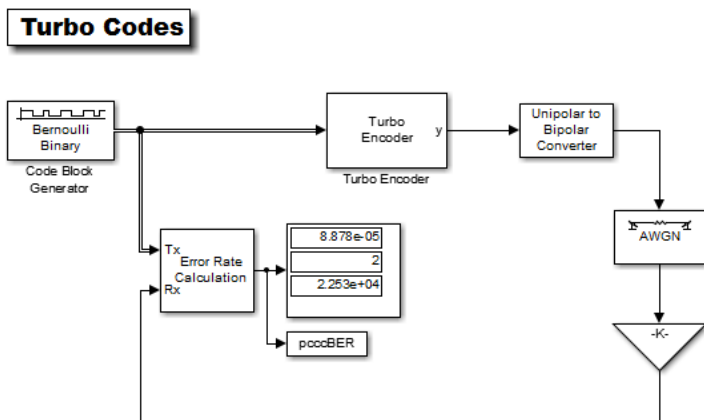 Turbo Codes
Bernoulli
Binary
Code Block
Generator
Turbo
Encoder
y
Turbo Encoder
Unipolar to
Bipolar
Converter
AWGN
Tx
Rx
Error Rate
Calculation
8.878e-05
2
2.253e+04
pcccBER
-K-